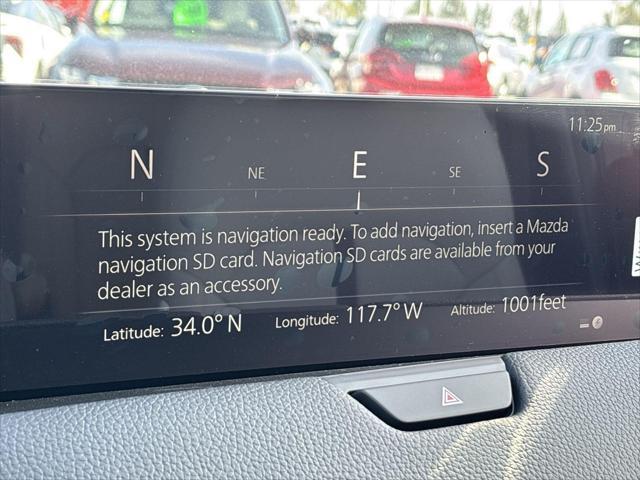 11:25pm
N NE E SE S
This system is navigation ready. To add navigation, insert a Mazda
navigation SD card. Navigation SD cards are available from your
dealer as an accessory.
Latitude: 34.0° N Longitude: 117.7° W Altitude: 1001feet